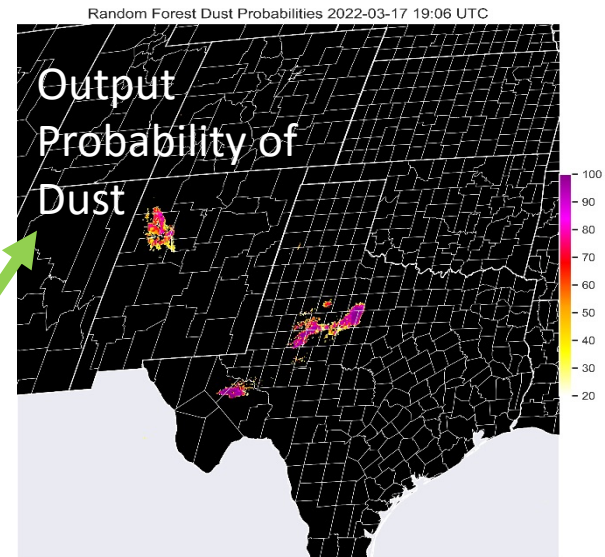 Random Forest Dust Probabilities 2022-03-17 19:06 UTC
Output
Probability of
Dust
100
90
80
70
60
50
40
30
20